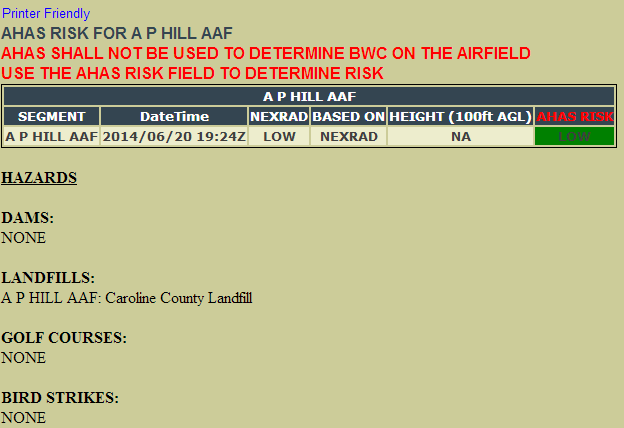 Printer Friendly
AHAS RISK FOR A P HILL AAF
AHAS SHALL NOT BE USED TO DETERMINE BWC ON THE AIRFIELD
USE THE AHAS RISK FIELD TO DETERMINE RISK
A P HILL AAF
SEGMENT DateTime NEXRAD BASED ON HEIGHT (100ft AGL) AHAS RISK
A P HILL AAF 2014/06/20 19:24Z LOW NEXRAD NA LOW
HAZARDS
DAMS:
NONE
LANDFILLS:
A P HILL AAF: Caroline County Landfill
GOLF COURSES:
NONE
BIRD STRIKES:
NONE